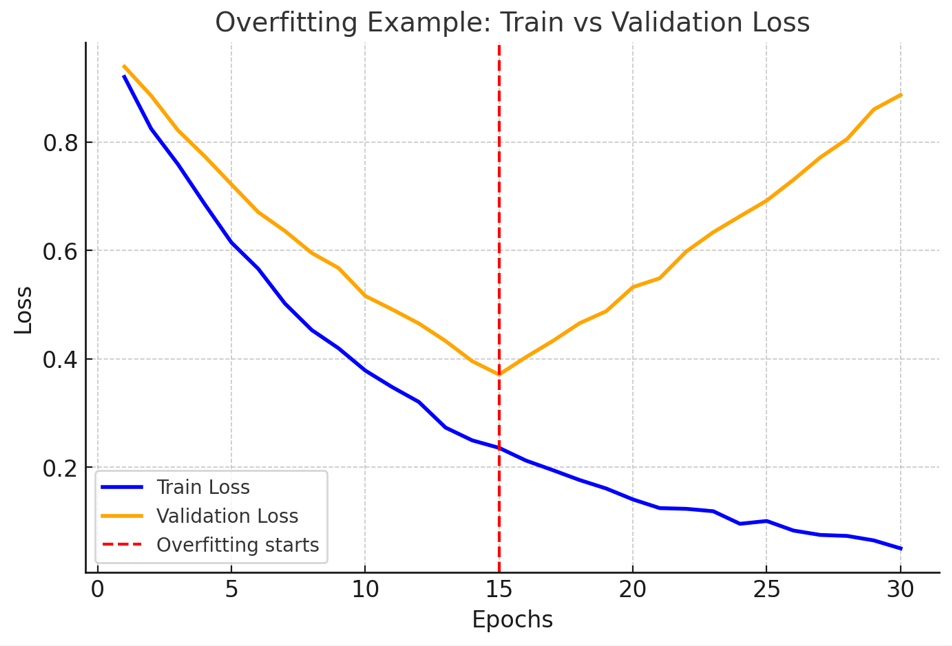 Overfitting Example: Train vs Validation Loss
Loss
0.8
0.6
0.4
0.2
Train Loss
Validation Loss
Overfitting starts
0 5 10 15 20 25 30
Epochs